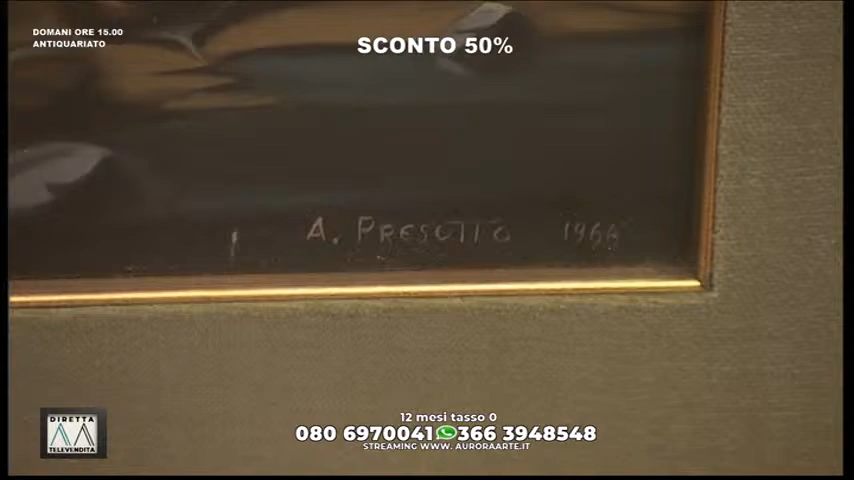 DOMANI ORE 15.00
ANTIQUARIATO
SCONTO 50%
A. PRESOTTO 1966
DIRETTA
TELEVENDITA
12 mesi tasso 0
080 6970041 366 3948548
STREAMING WWW. AURORAARTE.IT